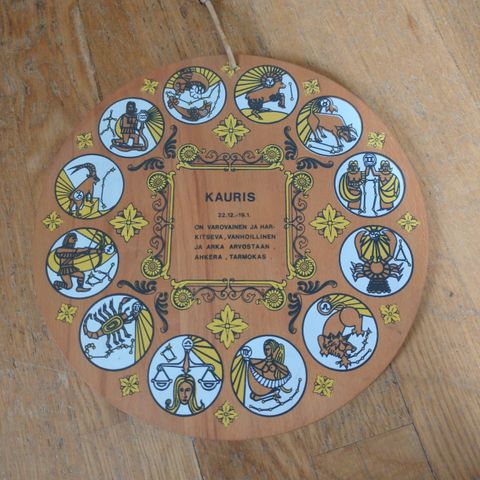 KAURIS
22.12.-19.1.
ON VAROVAINEN JA HAR-
KITSEVA, VANHOILLINEN
JA ARKA ARVOSTAAN,
AHKERA, TARMOKAS.